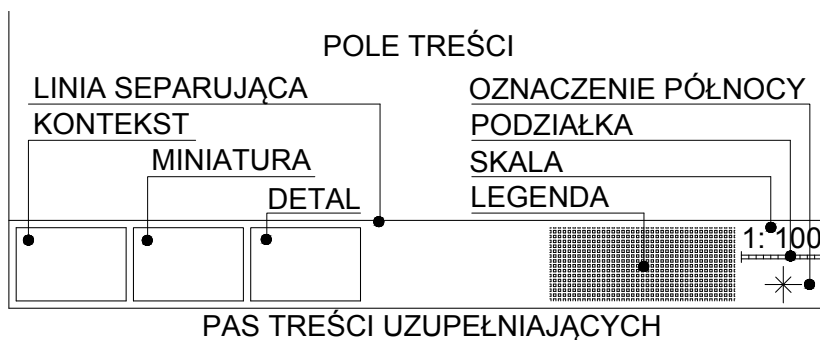 POLE TREŚCI
LINIA SEPARUJĄCA
KONTEKST
MINIATURA
DETAL
OZNACZENIE PÓŁNOCY
PODZIAŁKA
SKALA
LEGENDA
1: 100
PAS TREŚCI UZUPEŁNIAJĄCYCH